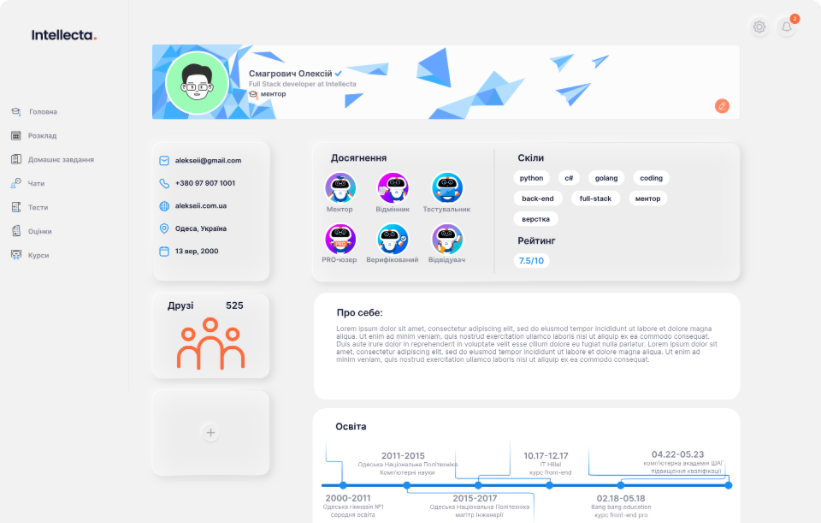 Intellecta.
2
Смагрович Олексій
Full Stack developer at Intellecta
ментор
Головна
Розклад
Домашнє завдання
Чати
Тести
Оцінки
Курси
alekseii@gmail.com
+380 97 907 1001
alekseii.com.ua
Одеса, Україна
13 вер, 2000
Друзі 525
+
Досягнення
Ментор Відмінник Тестувальник
PRO-юзер Верифікований Відвідувач
Скіли
python c# golang coding
back-end full-stack ментор
верстка
Рейтинг
7.5/10
Про себе:
Lorem ipsum dolor sit amet, consectetur adipiscing elit, sed do eiusmod tempor incididunt ut labore et dolore magna
aliqua. Ut enim ad minim veniam, quis nostrud exercitation ullamco laboris nisi ut aliquip ex ea commodo consequat.
Duis aute irure dolor in reprehenderit in voluptate velit esse cillum dolore eu fugiat nulla pariatur. Lorem ipsum dolor sit
amet, consectetur adipiscing elit, sed do eiusmod tempor incididunt ut labore et dolore magna aliqua. Ut enim ad
minim veniam, quis nostrud exercitation ullamco laboris nisi ut aliquip ex ea commodo consequat.
Освіта
2011-2015
Одеська Національна Політехніка
Комп'ютерні науки
10.17-12.17
IT Hillel
курс front-end
04.22-05.23
комп'ютерна академія ШАГ
підвищення кваліфікації
2000-2011
Одеська гімназія №1
середня освіта
2015-2017
Одеська Національна Політехніка
магтр інженерії
02.18-05.18
Bang bang education
курс front-end pro